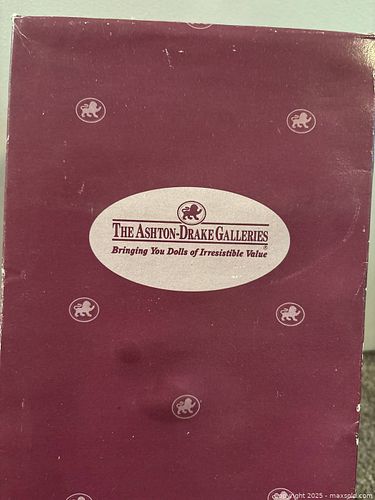 THE ASHTON-DRAKE GALLERIES®
Bringing You Dolls of Irresistible Value
Copyright 2025 - maxsold.com